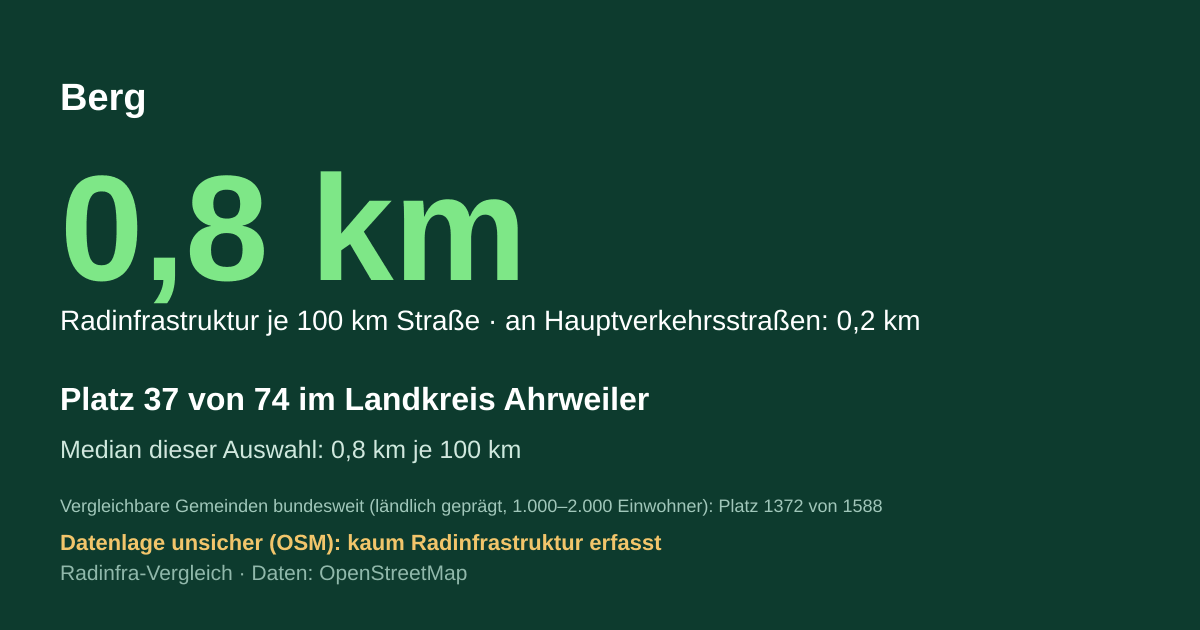 Berg
0,8 km
Radinfrastruktur je 100 km Straße · an Hauptverkehrsstraßen: 0,2 km
Platz 37 von 74 im Landkreis Ahrweiler
Median dieser Auswahl: 0,8 km je 100 km
Vergleichbare Gemeinden bundesweit (ländlich geprägt, 1.000–2.000 Einwohner): Platz 1372 von 1588
Datenlage unsicher (OSM): kaum Radinfrastruktur erfasst
Radinfra-Vergleich · Daten: OpenStreetMap